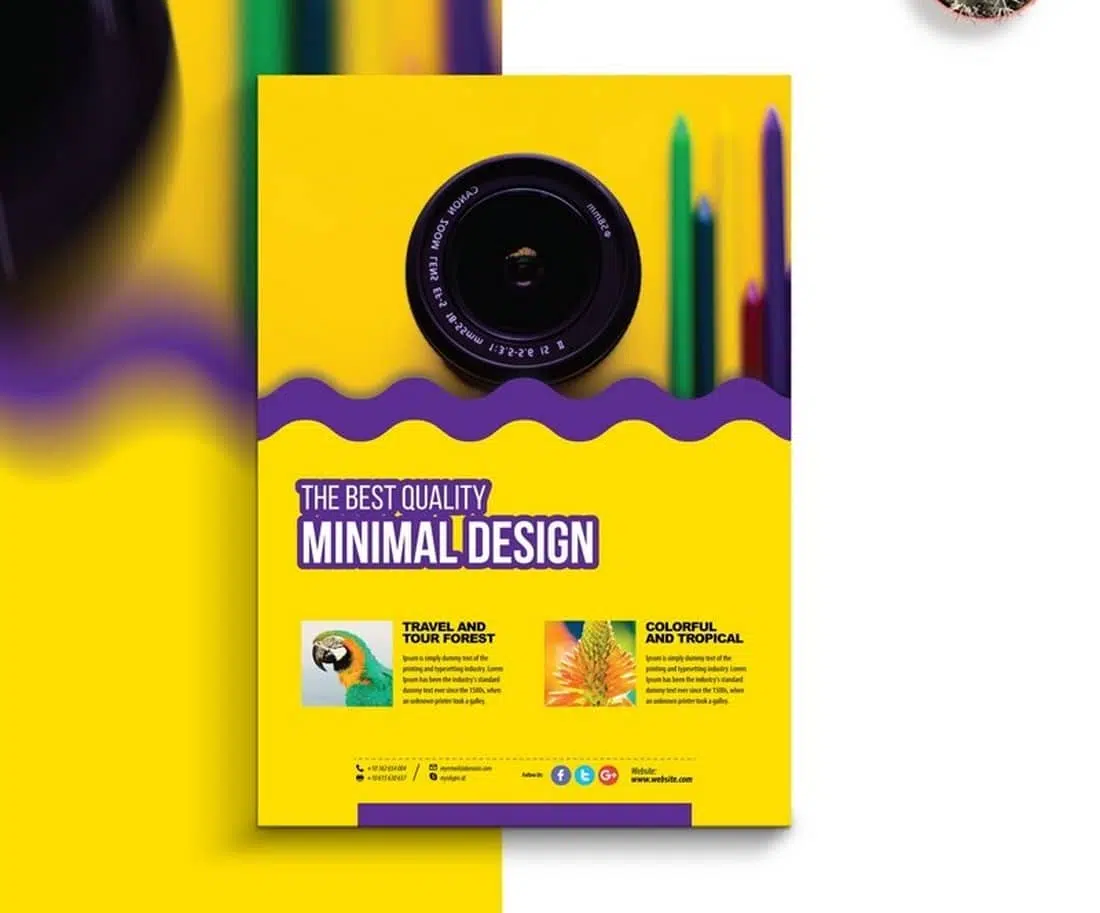 CANON ZOOM LENS EF-S 18-55mm 1:3.5-5.6 IS II
Φ58mm
THE BEST QUALITY
MINIMAL DESIGN
TRAVEL AND
TOUR FOREST
Ipsum is simply dummy text of the
printing and typesetting industry. Lorem
Ipsum has been the industry's standard
dummy text ever since the 1500s, when
an unknown printer took a galley.
COLORFUL
AND TROPICAL
Ipsum is simply dummy text of the
printing and typesetting industry. Lorem
Ipsum has been the industry's standard
dummy text ever since the 1500s, when
an unknown printer took a galley.
Follow Us:
f
G+
Website:
www.website.com